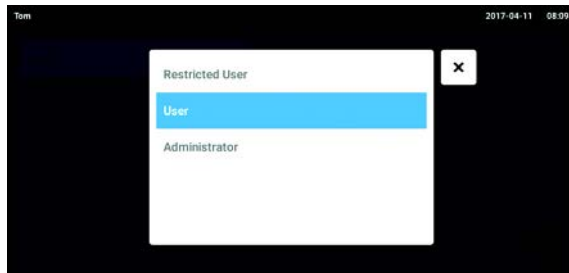 Tom 2017-04-11 08:09
Restricted User
User
Administrator